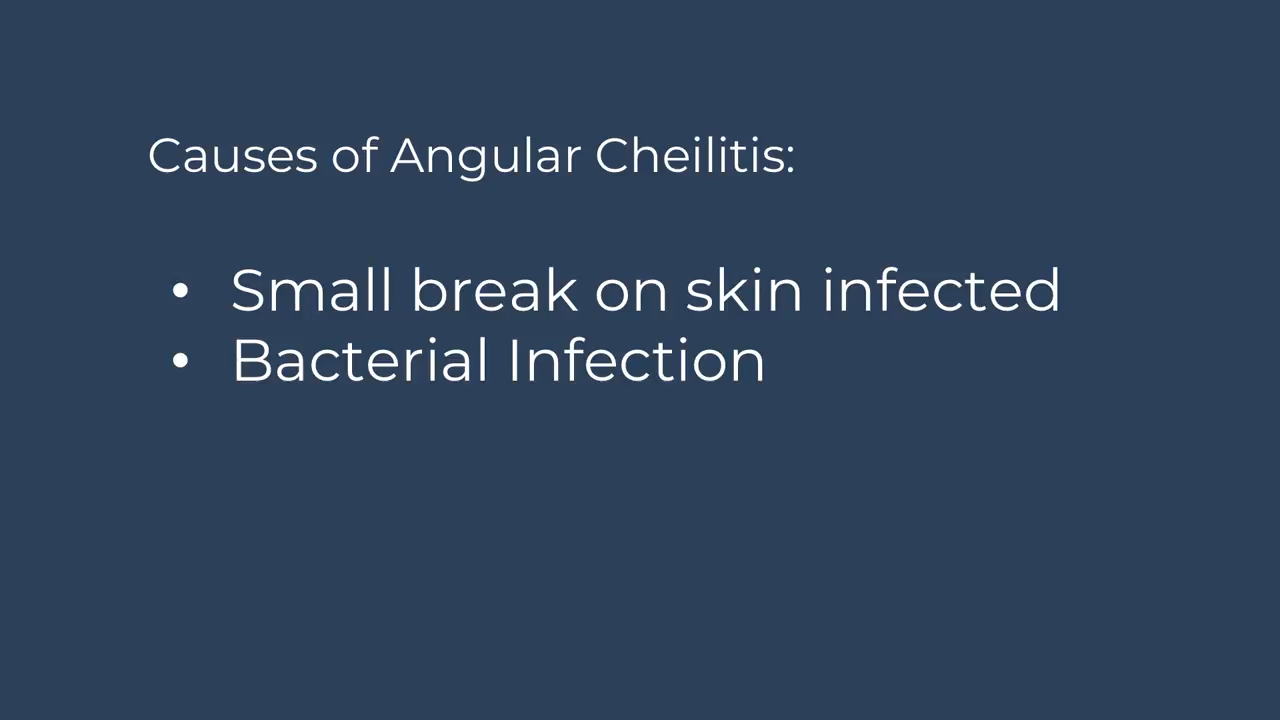 Causes of Angular Cheilitis:
• Small break on skin infected
• Bacterial Infection